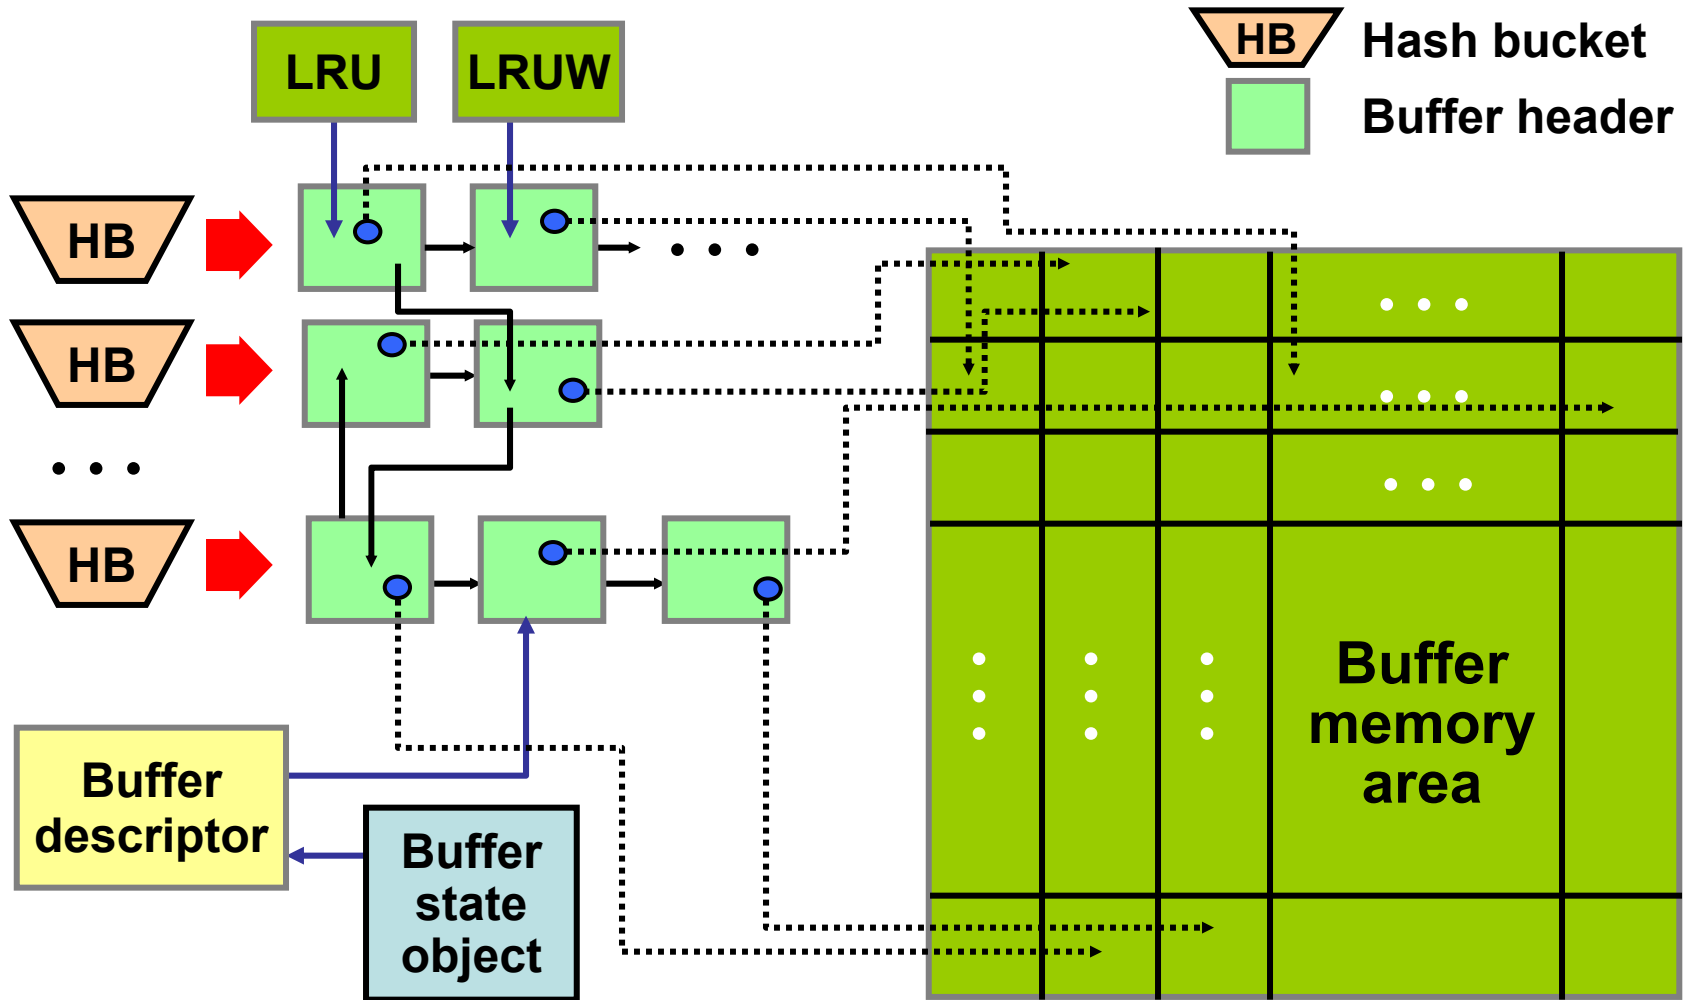 LRU
LRUW
HB
Hash bucket
Buffer header
HB
HB
HB
Buffer
memory
area
Buffer
descriptor
Buffer
state
object